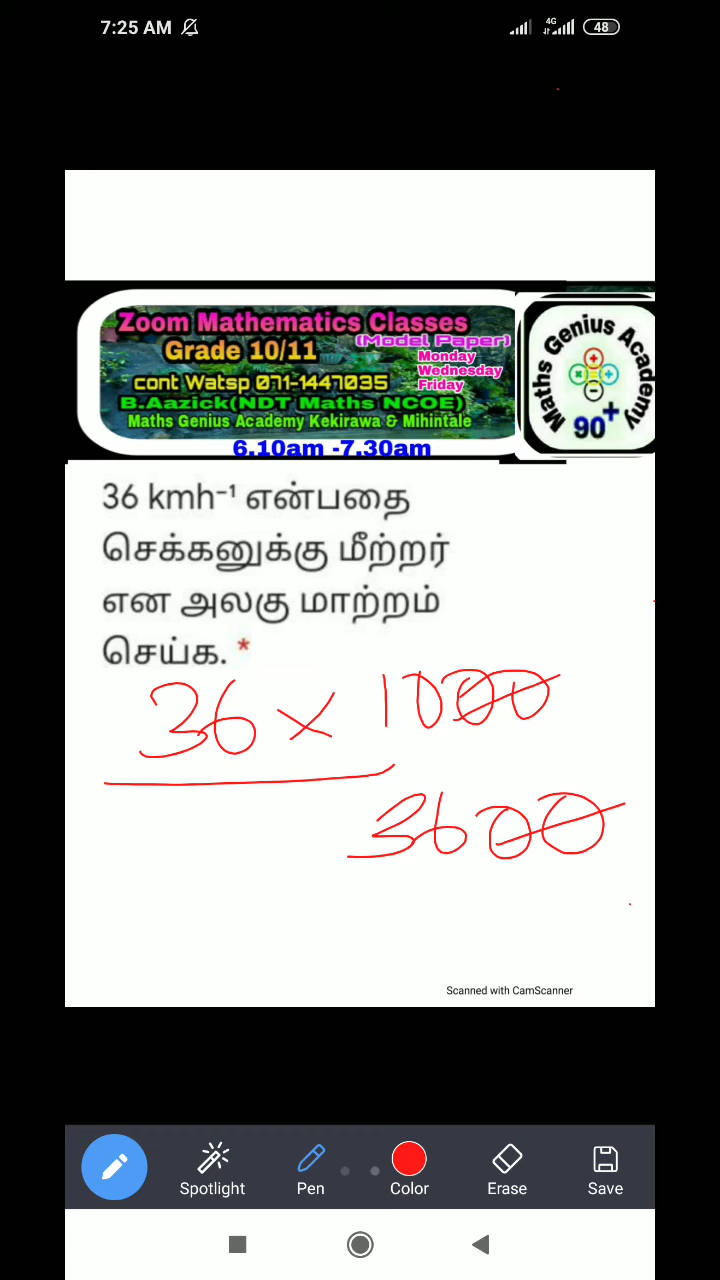 7:25 AM
4G
48
Zoom Mathematics Classes
(Model Paper)
Grade 10/11
Monday
Wednesday
Friday
cont Watsp 071-1447035
B.Aazick(NDT Maths NCOE)
Maths Genius Academy Kekirawa & Mihintale
6.10am -7.30am
Maths Genius Academy
90+
36 kmh⁻¹ என்பதை
செக்கனுக்கு மீற்றர்
என அலகு மாற்றம்
செய்க. *
36 × 1000
3600
Scanned with CamScanner
Spotlight
Pen
Color
Erase
Save